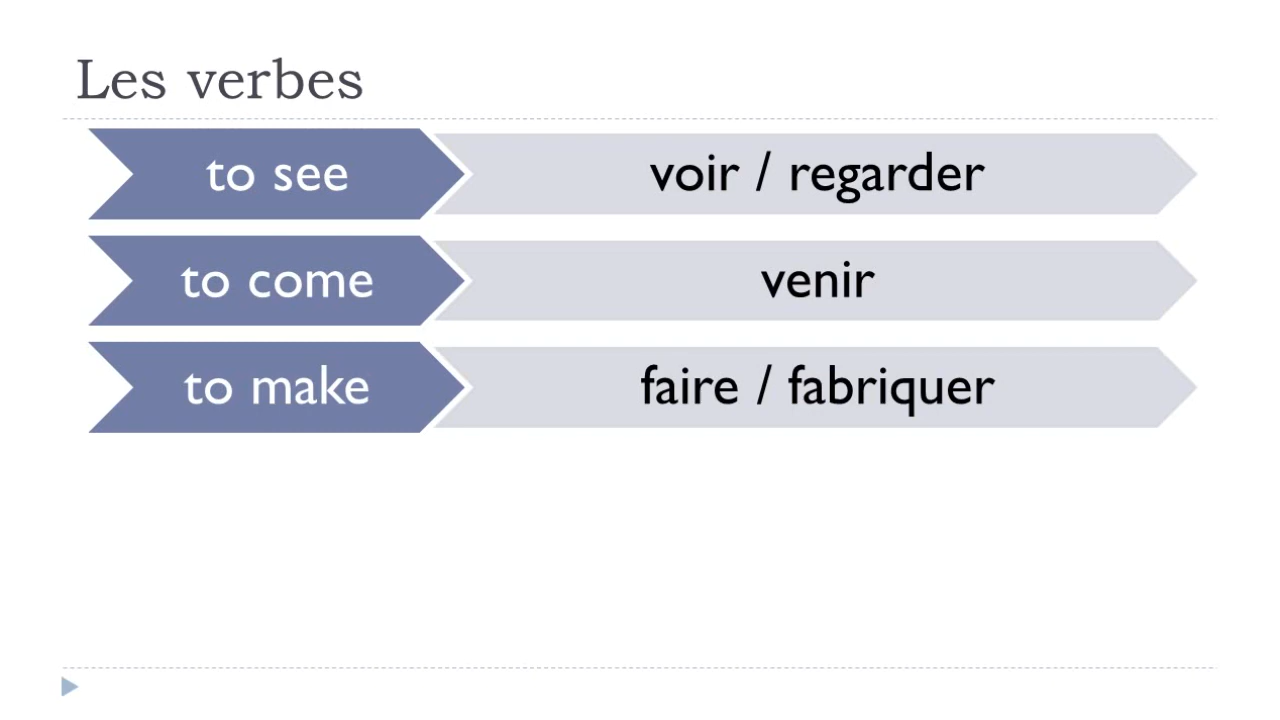 Les verbes
to see voir / regarder
to come venir
to make faire / fabriquer